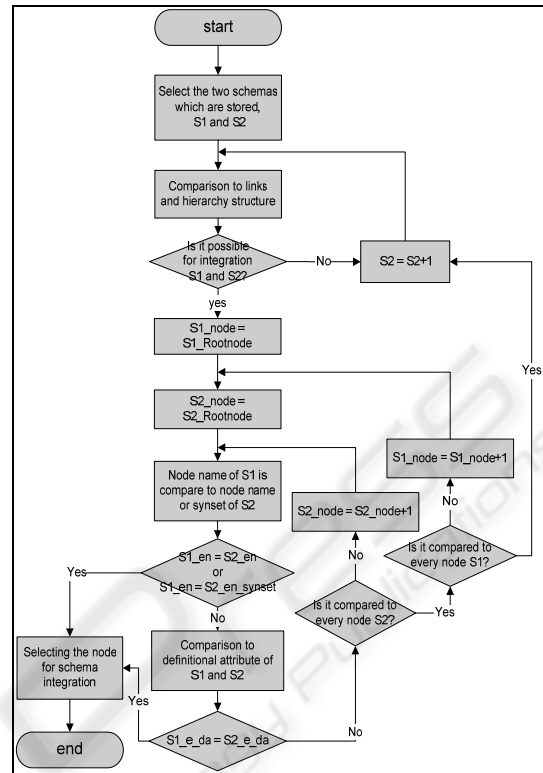 start
Select the two schemas
which are stored,
S1 and S2
Comparison to links
and hierarchy structure
Is it possible
for integration
S1 and S2?
No
S2 = S2+1
yes
S1_node =
S1_Rootnode
Yes
S2_node =
S2_Rootnode
S1_node = S1_node+1
Node name of S1 is
compare to node name
or synset of S2
S2_node = S2_node+1
No
Is it compared to
every node S1?
S1_en = S2_en
or
S1_en = S2_en_synset
Yes
No
Is it compared to
every node S2?
Yes
No
Selecting the node
for schema
integration
Comparison to
definitional attribute of
S1 and S2
Yes
S1_e_da = S2_e_da
No
end